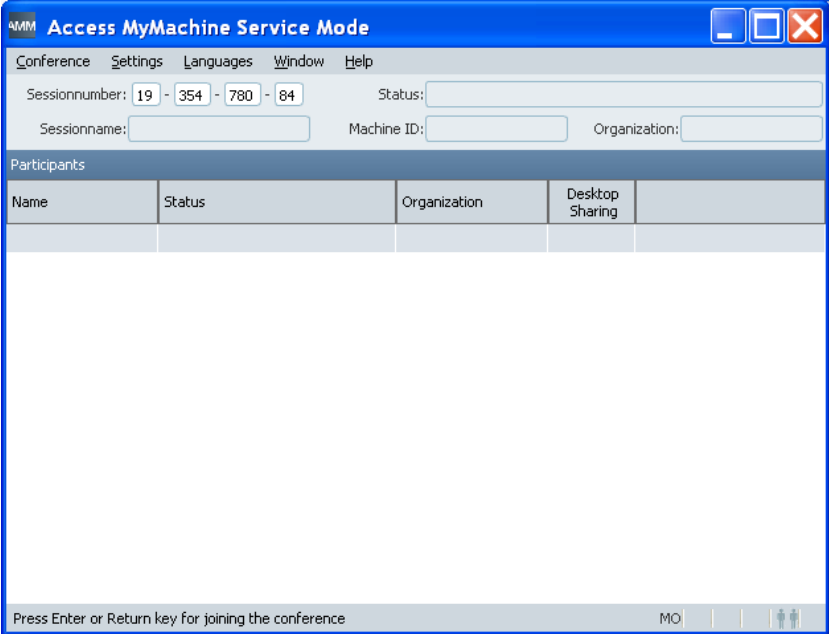 AMM Access MyMachine Service Mode
Conference Settings Languages Window Help
Sessionnumber: 19 - 354 - 780 - 84 Status:
Sessionname: Machine ID: Organization:
Participants
Name Status Organization Desktop Sharing
Press Enter or Return key for joining the conference MO